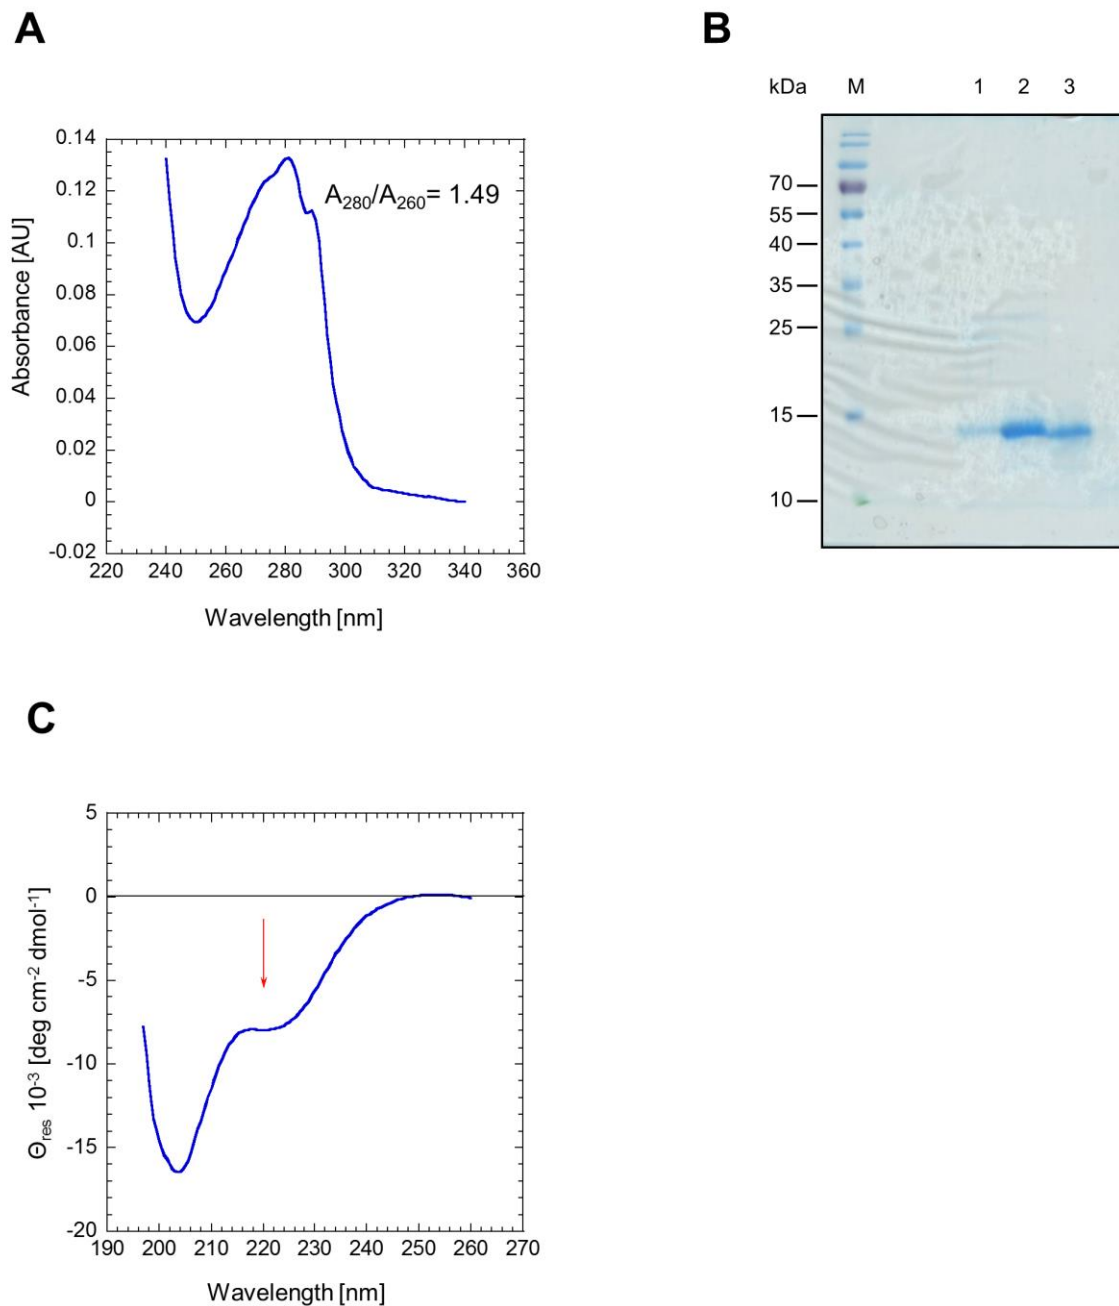 A
0.14
0.12
0.1
0.08
0.06
0.04
0.02
0
-0.02
A₂₈₀/A₂₆₀= 1.49
Absorbance [AU]
220 240 260 280 300 320 340 360
Wavelength [nm]
B
kDa M 1 2 3
70
55
40
35
25
15
10
C
5
0
-5
-10
-15
-20
Θres 10⁻³ [deg cm⁻² dmol⁻¹]
190 200 210 220 230 240 250 260 270
Wavelength [nm]